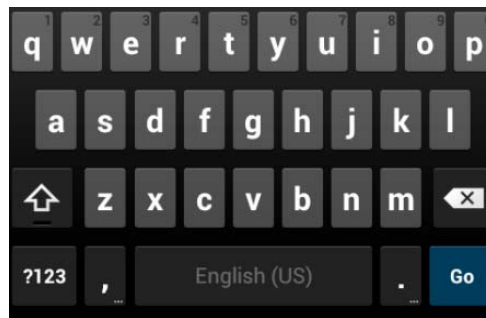 1 2 3 4 5 6 7 8 9
q w e r t y u i o p
a s d f g h j k l
z x c v b n m
?123 , ... English (US) . ... Go